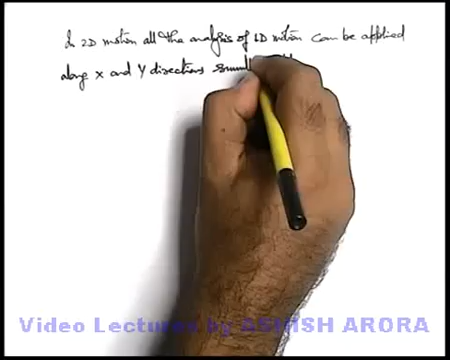 In 2D motion all the analysis of 1D motion can be applied
along x and Y directions simul
Video Lectures by ASHISH ARORA